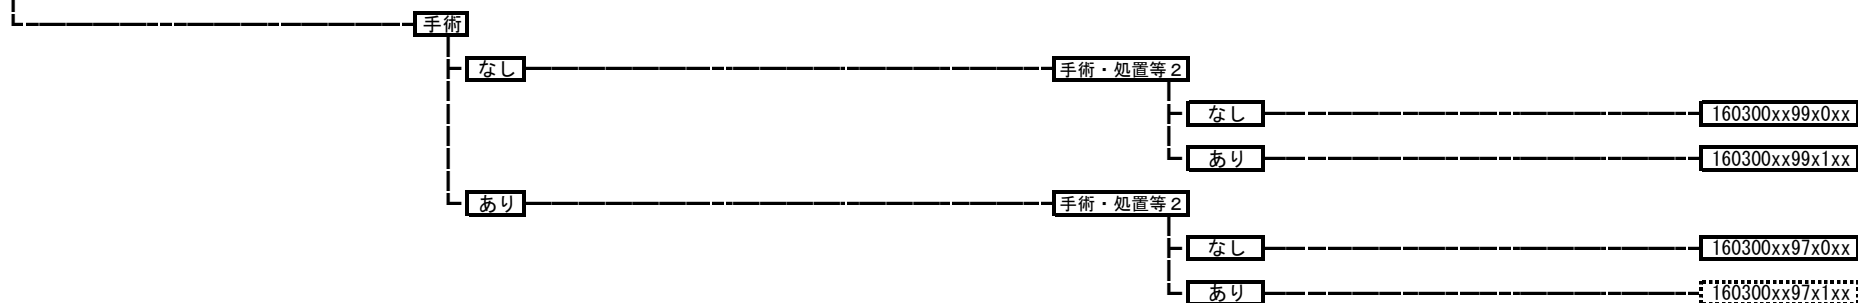 手術
なし 手術・処置等２
なし 160300xx99x0xx
あり 160300xx99x1xx
あり 手術・処置等２
なし 160300xx97x0xx
あり 160300xx97x1xx